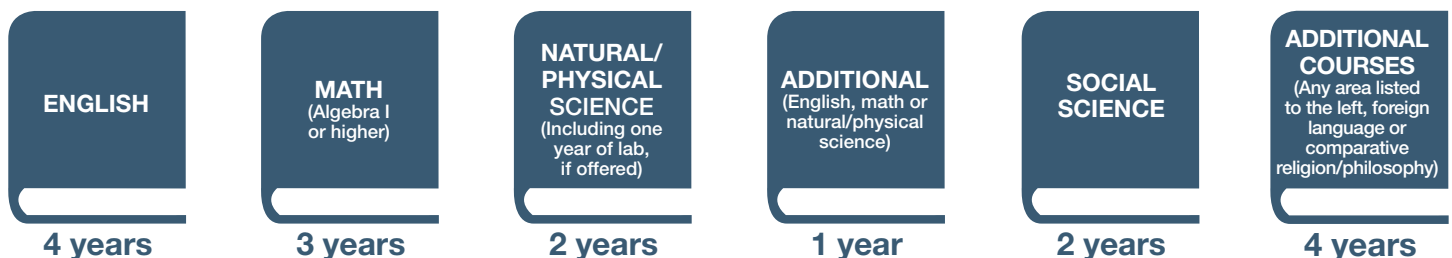 ENGLISH
4 years
MATH
(Algebra I
or higher)
3 years
NATURAL/
PHYSICAL
SCIENCE
(Including one
year of lab,
if offered)
2 years
ADDITIONAL
(English, math or
natural/physical
science)
1 year
SOCIAL
SCIENCE
2 years
ADDITIONAL
COURSES
(Any area listed
to the left, foreign
language or
comparative
religion/philosophy)
4 years